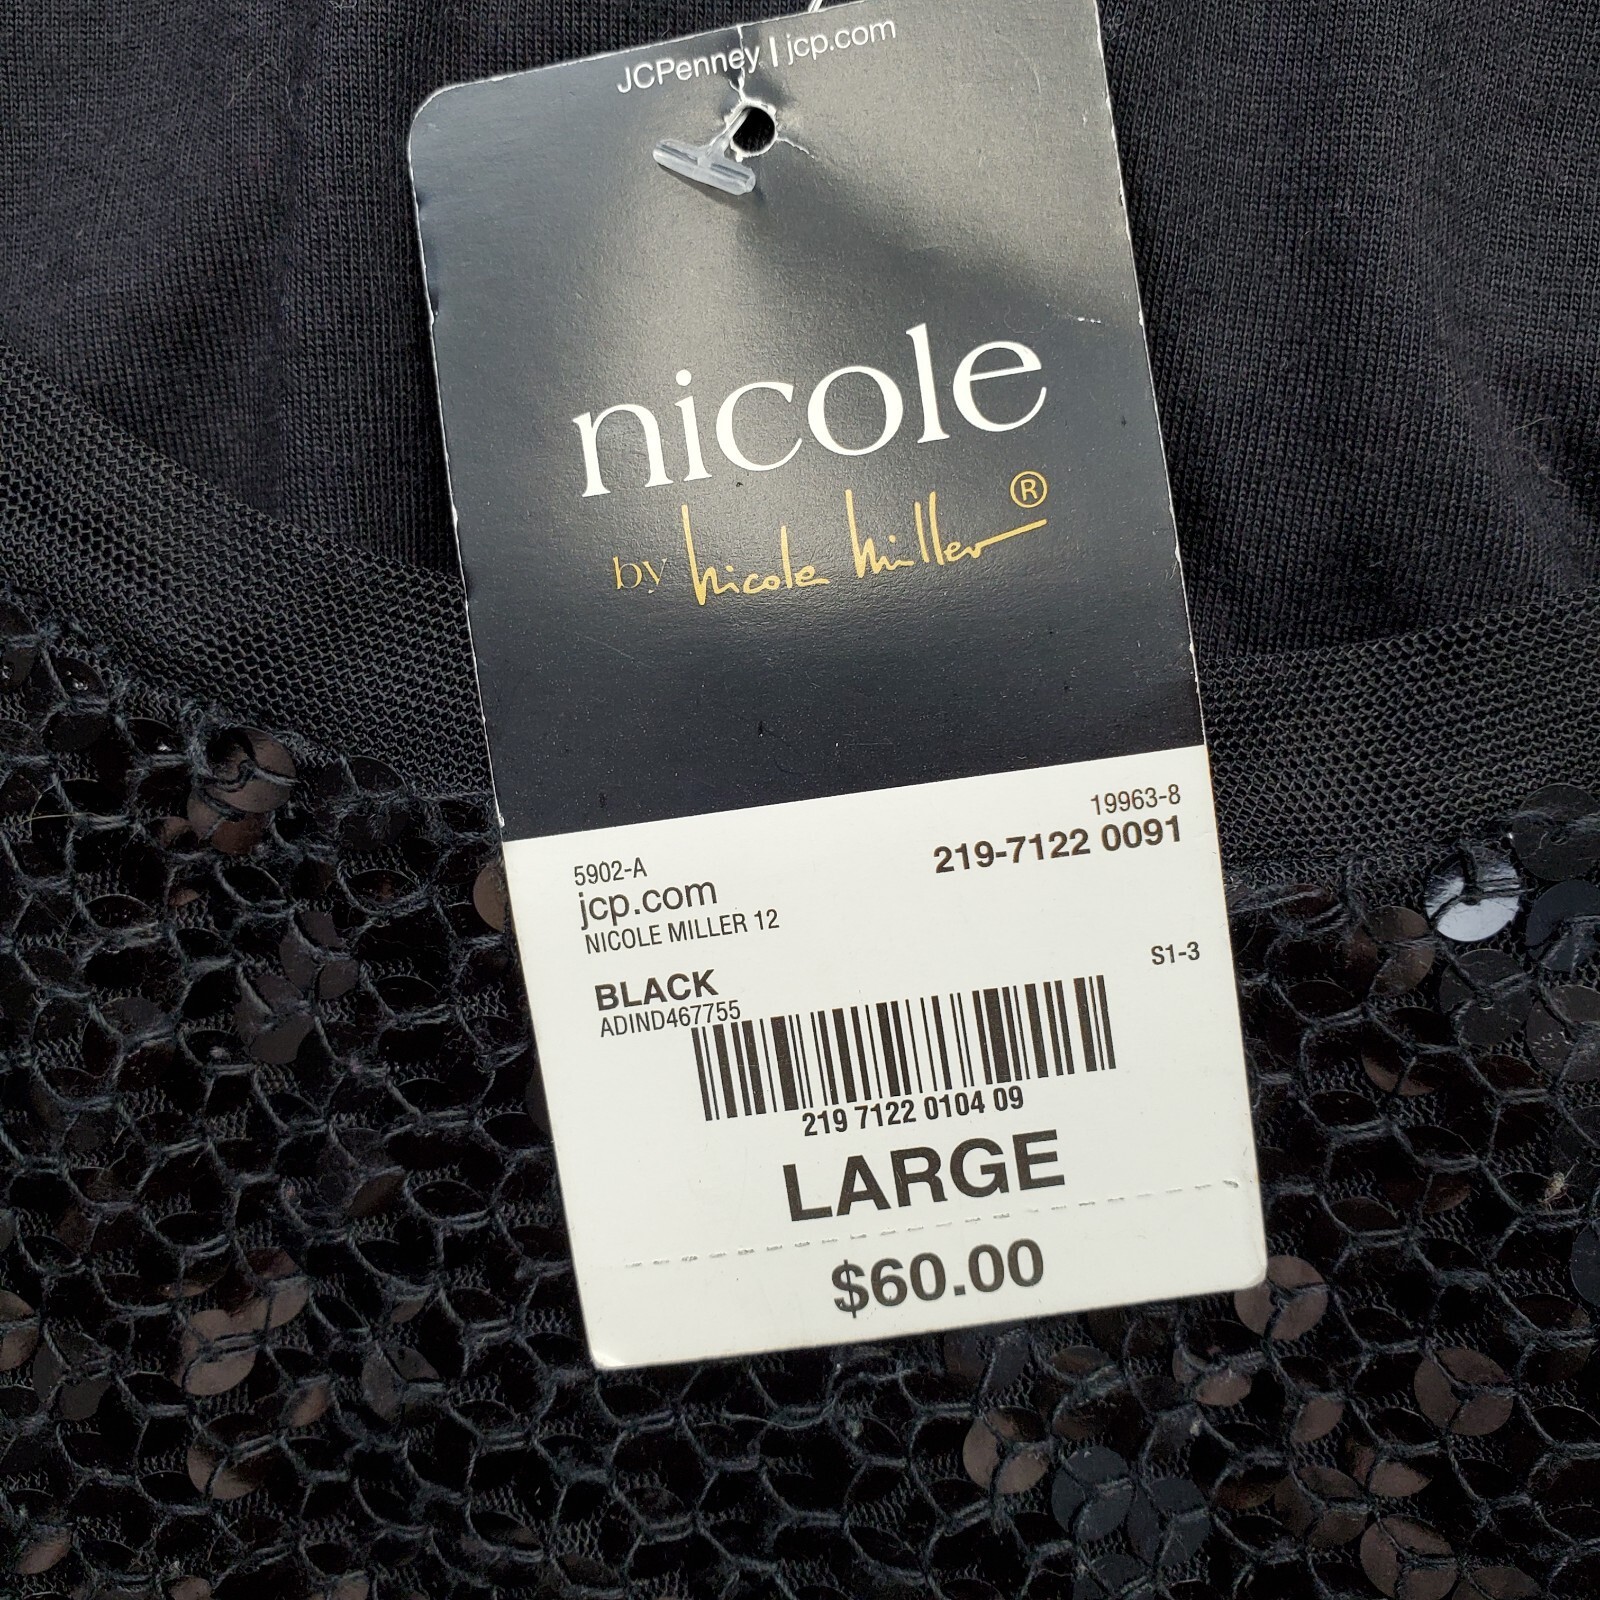 JCPenney | jcp.com
nicole
by Nicole Miller ®
19963-8
219-7122 0091
5902-A
jcp.com
NICOLE MILLER 12
S1-3
BLACK
ADIND467755
219 7122 0104 09
LARGE
$60.00